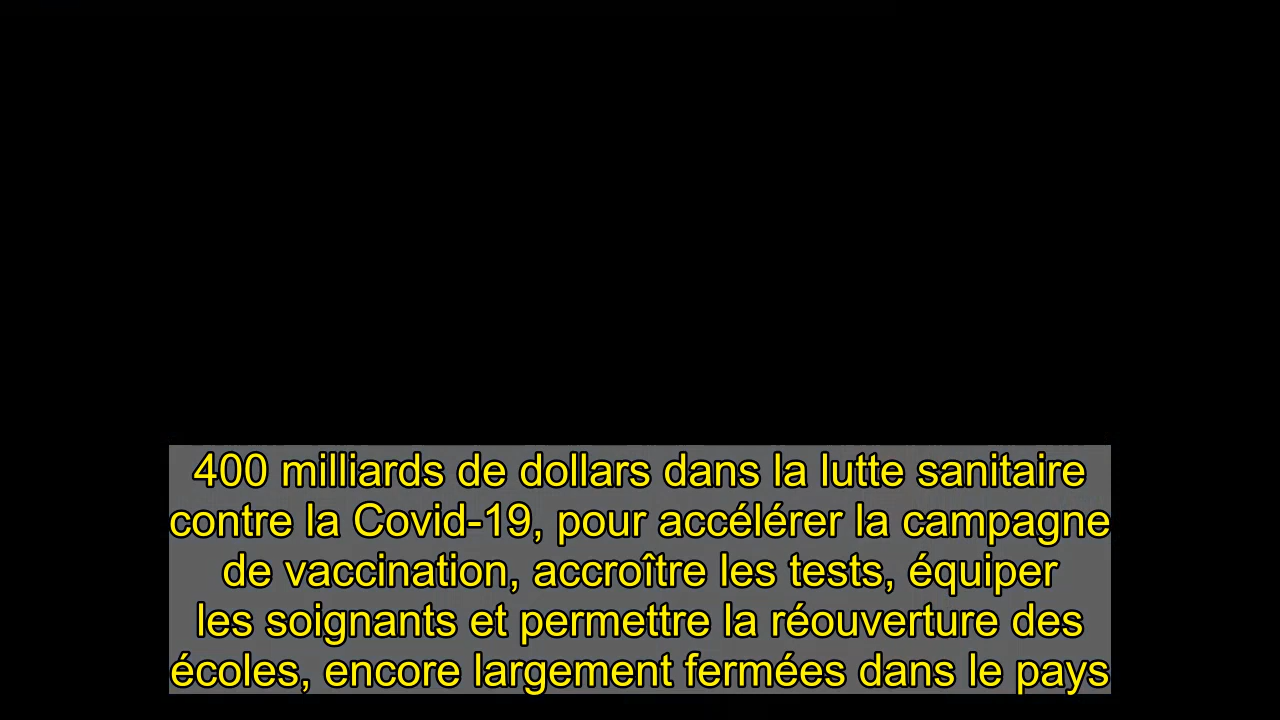 400 milliards de dollars dans la lutte sanitaire
contre la Covid-19, pour accélérer la campagne
de vaccination, accroître les tests, équiper
les soignants et permettre la réouverture des
écoles, encore largement fermées dans le pays